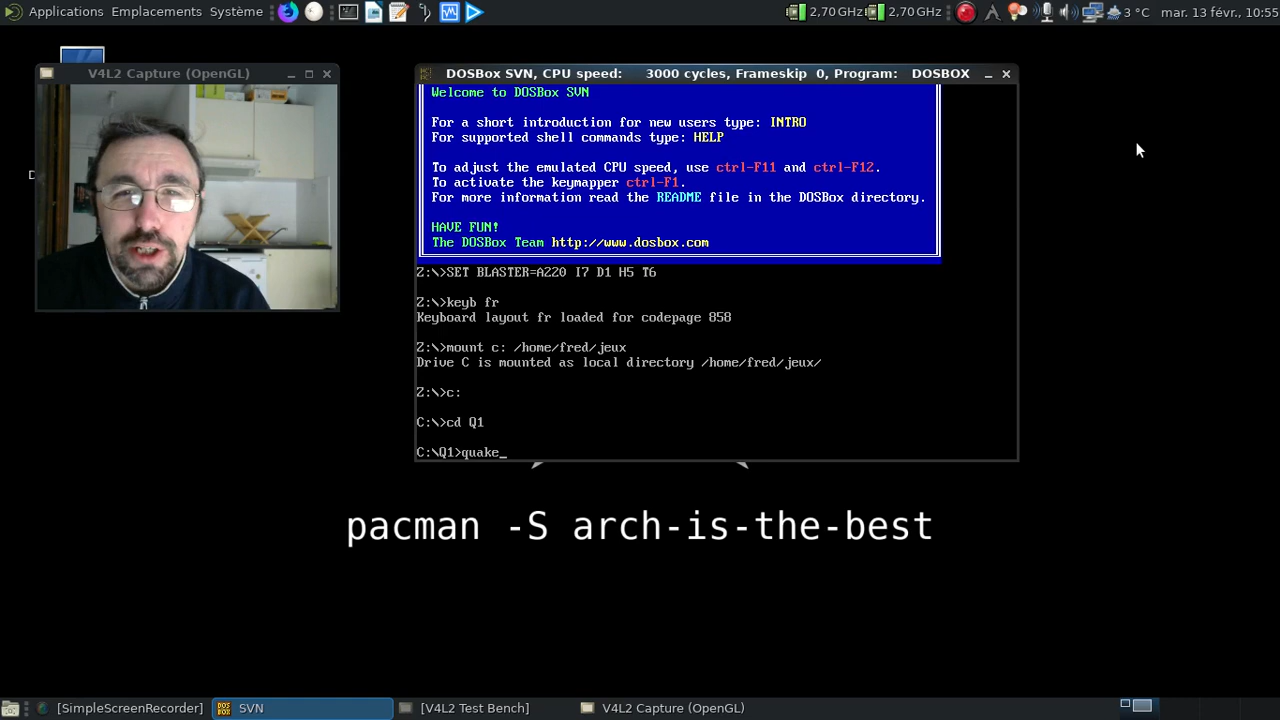 Applications Emplacements Système
2,70 GHz 2,70 GHz 3 °C mar. 13 févr., 10:55
V4L2 Capture (OpenGL)
DOSBox SVN, CPU speed: 3000 cycles, Frameskip 0, Program: DOSBOX
Welcome to DOSBox SVN
For a short introduction for new users type: INTRO
For supported shell commands type: HELP
To adjust the emulated CPU speed, use ctrl-F11 and ctrl-F12.
To activate the keymapper ctrl-F1.
For more information read the README file in the DOSBox directory.
HAVE FUN!
The DOSBox Team http://www.dosbox.com
Z:\>SET BLASTER=A220 I7 D1 H5 T6
Z:\>keyb fr
Keyboard layout fr loaded for codepage 858
Z:\>mount c: /home/fred/jeux
Drive C is mounted as local directory /home/fred/jeux/
Z:\>c:
C:\>cd Q1
C:\Q1>quake_
pacman -S arch-is-the-best
[SimpleScreenRecorder]
DOS BOX
SVN
[V4L2 Test Bench]
V4L2 Capture (OpenGL)